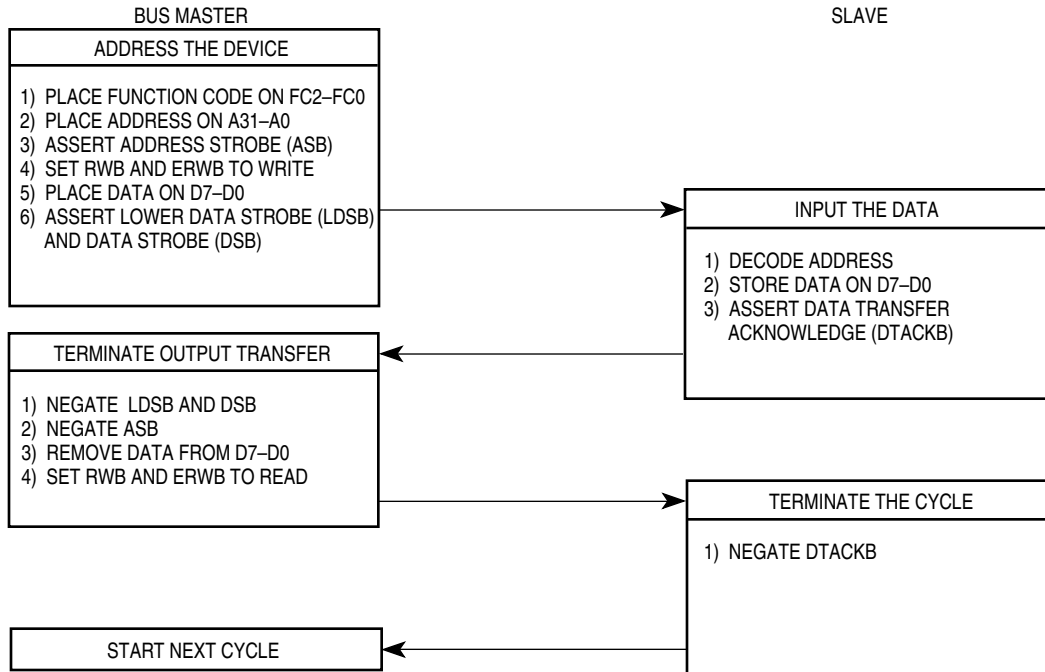 BUS MASTER
ADDRESS THE DEVICE
1) PLACE FUNCTION CODE ON FC2–FC0
2) PLACE ADDRESS ON A31–A0
3) ASSERT ADDRESS STROBE (ASB)
4) SET RWB AND ERWB TO WRITE
5) PLACE DATA ON D7–D0
6) ASSERT LOWER DATA STROBE (LDSB)
AND DATA STROBE (DSB)
SLAVE
INPUT THE DATA
1) DECODE ADDRESS
2) STORE DATA ON D7–D0
3) ASSERT DATA TRANSFER
ACKNOWLEDGE (DTACKB)
TERMINATE OUTPUT TRANSFER
1) NEGATE LDSB AND DSB
2) NEGATE ASB
3) REMOVE DATA FROM D7–D0
4) SET RWB AND ERWB TO READ
TERMINATE THE CYCLE
1) NEGATE DTACKB
START NEXT CYCLE